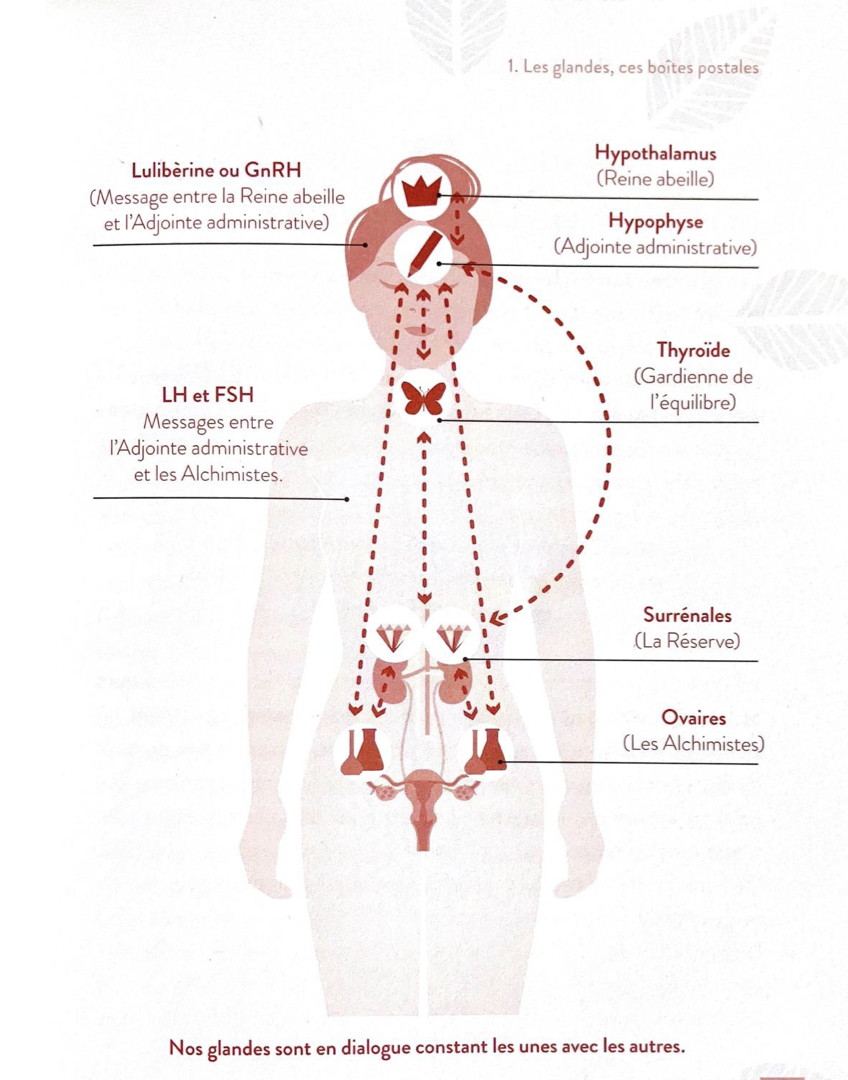 1. Les glandes, ces boîtes postales
Lulibèrine ou GnRH
(Message entre la Reine abeille
et l'Adjointe administrative)
Hypothalamus
(Reine abeille)
Hypophyse
(Adjointe administrative)
Thyroïde
(Gardienne de
l'équilibre)
LH et FSH
Messages entre
l'Adjointe administrative
et les Alchimistes.
Surrénales
(La Réserve)
Ovaires
(Les Alchimistes)
Nos glandes sont en dialogue constant les unes avec les autres.